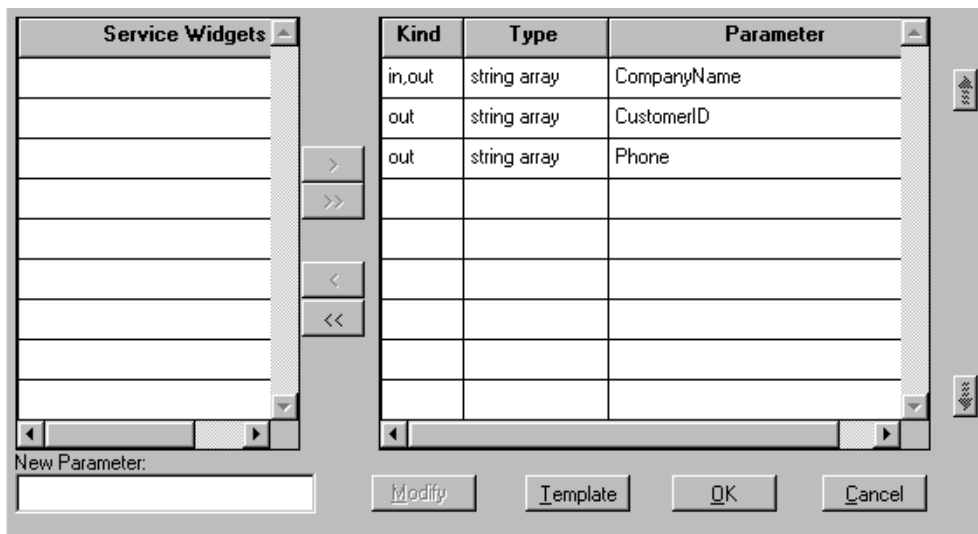 Service Widgets
Kind Type Parameter
in,out string array CompanyName
out string array CustomerID
out string array Phone
>
>>
<
<<
New Parameter:
Modify Template OK Cancel